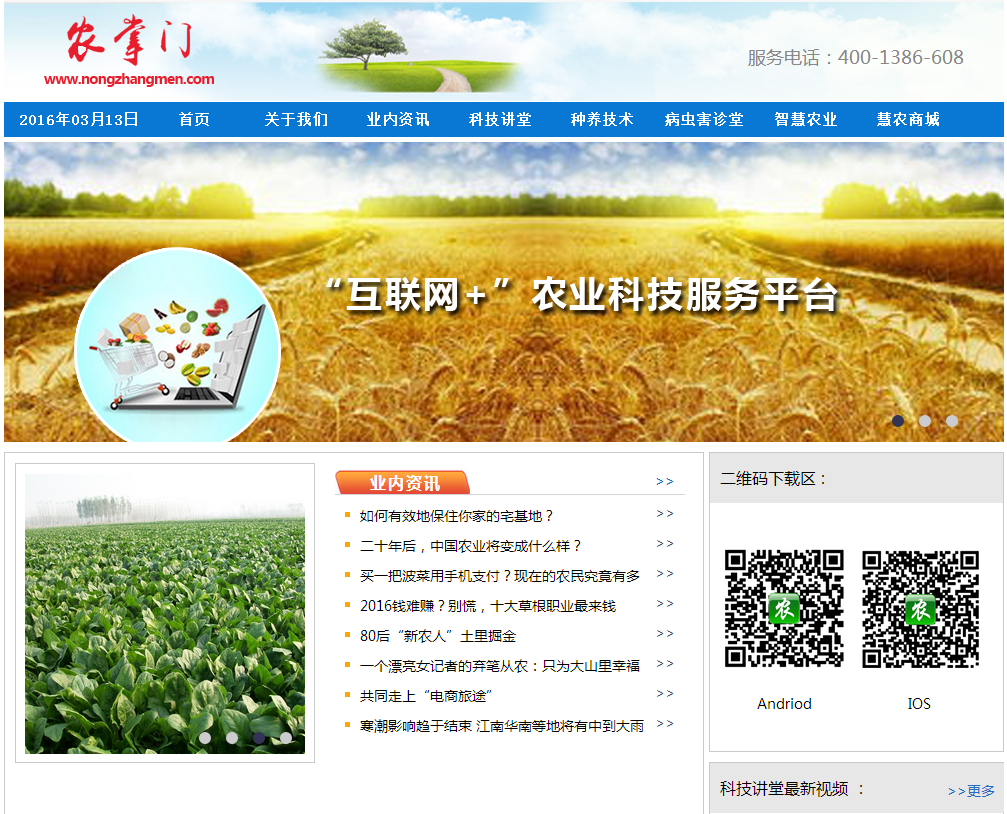 农掌门
www.nongzhangmen.com
服务电话：400-1386-608
2016年03月13日 首页 关于我们 业内资讯 科技讲堂 种养技术 病虫害诊堂 智慧农业 慧农商城
“互联网+”农业科技服务平台
业内资讯 >>
如何有效地保住你家的宅基地？ >>
二十年后，中国农业将变成什么样？ >>
买一把波菜用手机支付？现在的农民究竟有多 >>
2016钱难赚？别慌，十大草根职业最来钱 >>
80后“新农人”土里掘金 >>
一个漂亮女记者的弃笔从农：只为大山里幸福 >>
共同走上“电商旅途” >>
寒潮影响趋于结束 江南华南等地将有中到大雨 >>
二维码下载区：
农 农
Andriod IOS
科技讲堂最新视频 ： >>更多